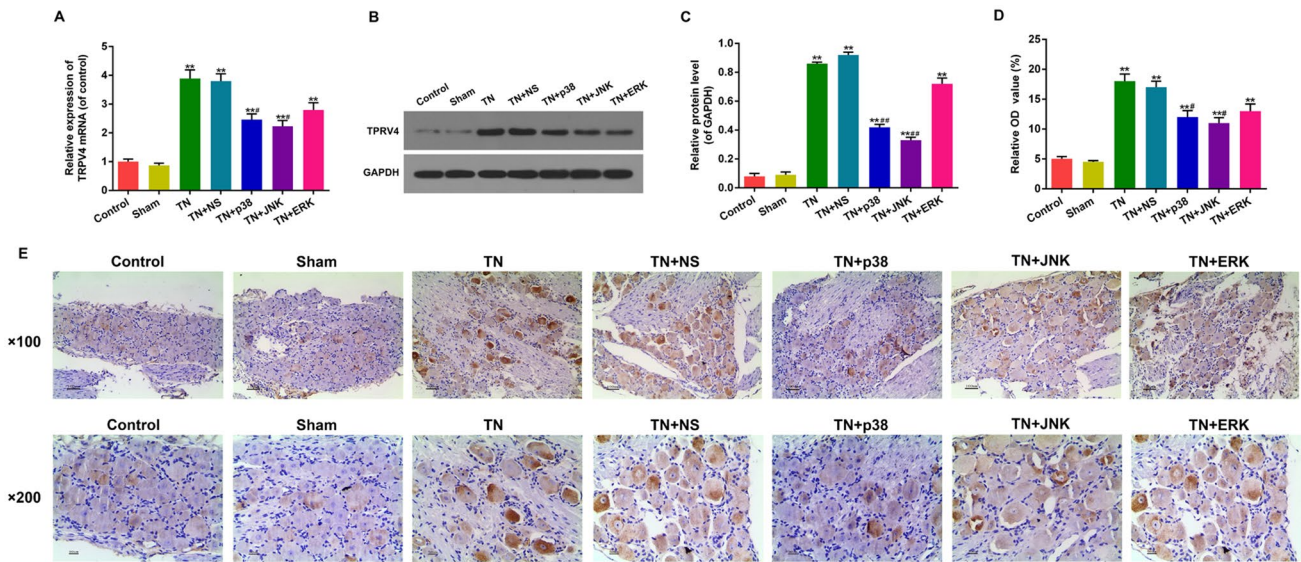 A
Relative expression of
TRPV4 mRNA (of control)
5
4
3
2
1
0
**
**
**#
**#
**
Control
Sham
TN
TN+NS
TN+p38
TN+JNK
TN+ERK
B
Control
Sham
TN
TN+NS
TN+p38
TN+JNK
TN+ERK
TPRV4
GAPDH
C
Relative protein level
(of GAPDH)
1.0
0.8
0.6
0.4
0.2
0.0
**
**
**##
**##
**
Control
Sham
TN
TN+NS
TN+p38
TN+JNK
TN+ERK
D
Relative OD value (%)
25
20
15
10
5
0
**
**
**#
**#
**
Control
Sham
TN
TN+NS
TN+p38
TN+JNK
TN+ERK
E
Control
Sham
TN
TN+NS
TN+p38
TN+JNK
TN+ERK
×100
Control
Sham
TN
TN+NS
TN+p38
TN+JNK
TN+ERK
×200